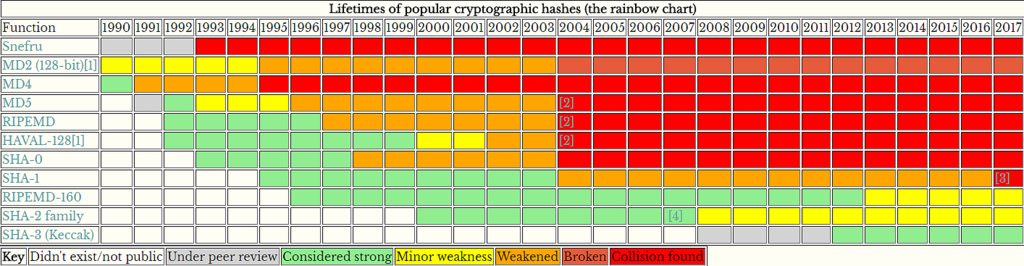 Lifetimes of popular cryptographic hashes (the rainbow chart)
Function 1990 1991 1992 1993 1994 1995 1996 1997 1998 1999 2000 2001 2002 2003 2004 2005 2006 2007 2008 2009 2010 2011 2012 2013 2014 2015 2016 2017
Snefru
MD2 (128-bit)[1]
MD4
MD5 [2]
RIPEMD [2]
HAVAL-128[1] [2]
SHA-0
SHA-1 [3]
RIPEMD-160
SHA-2 family [4]
SHA-3 (Keccak)
Key Didn't exist/not public Under peer review Considered strong Minor weakness Weakened Broken Collision found